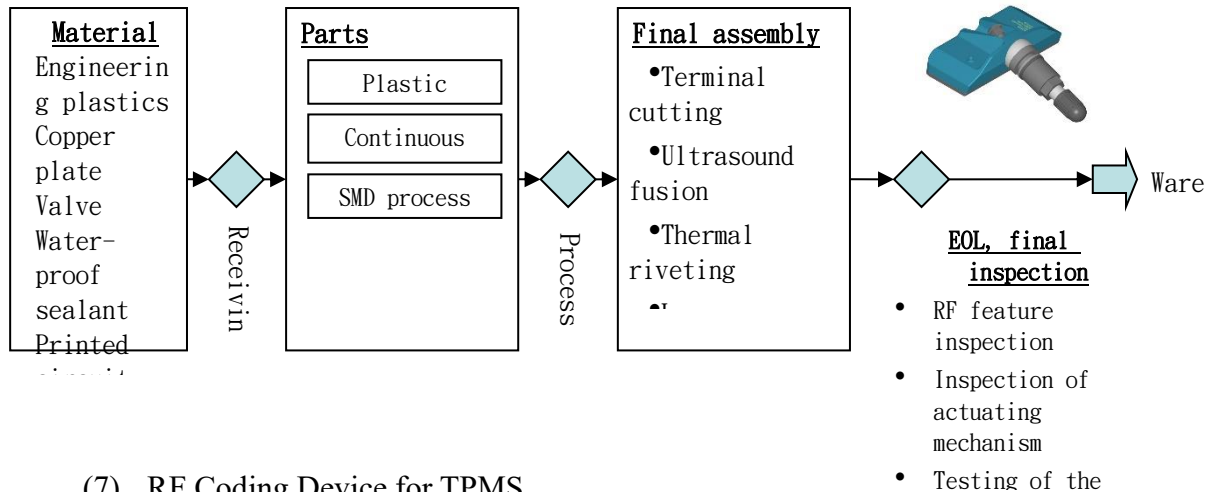 Material
Engineerin
g plastics
Copper
plate
Valve
Water-
proof
sealant
Printed
Receivin
Parts
Plastic
Continuous
SMD process
Process
Final assembly
•Terminal
cutting
•Ultrasound
fusion
•Thermal
riveting
Ware
EOL, final
inspection
• RF feature
inspection
• Inspection of
actuating
mechanism
• Testing of the
(7) RF Coding Device for TPMS